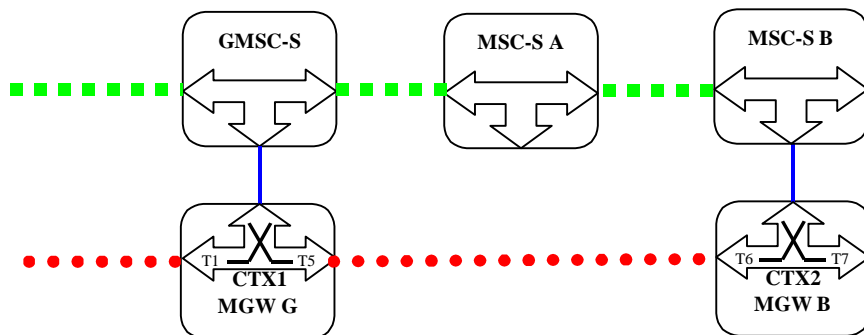 GMSC-S
MSC-S A
MSC-S B
T1
T5
CTX1
MGW G
T6
T7
CTX2
MGW B